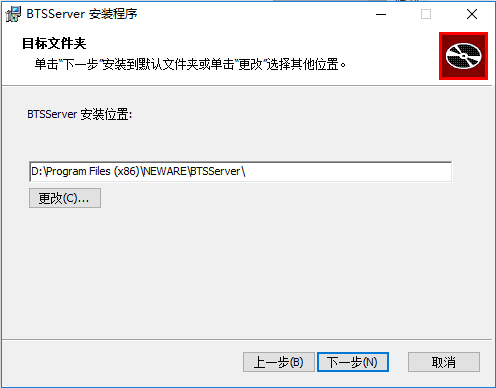 BTSServer 安装程序
目标文件夹
单击“下一步”安装到默认文件夹或单击“更改”选择其他位置。
BTSServer 安装位置:
D:\Program Files (x86)\NEWARE\BTSServer\
更改(C)...
上一步(B) 下一步(N) 取消